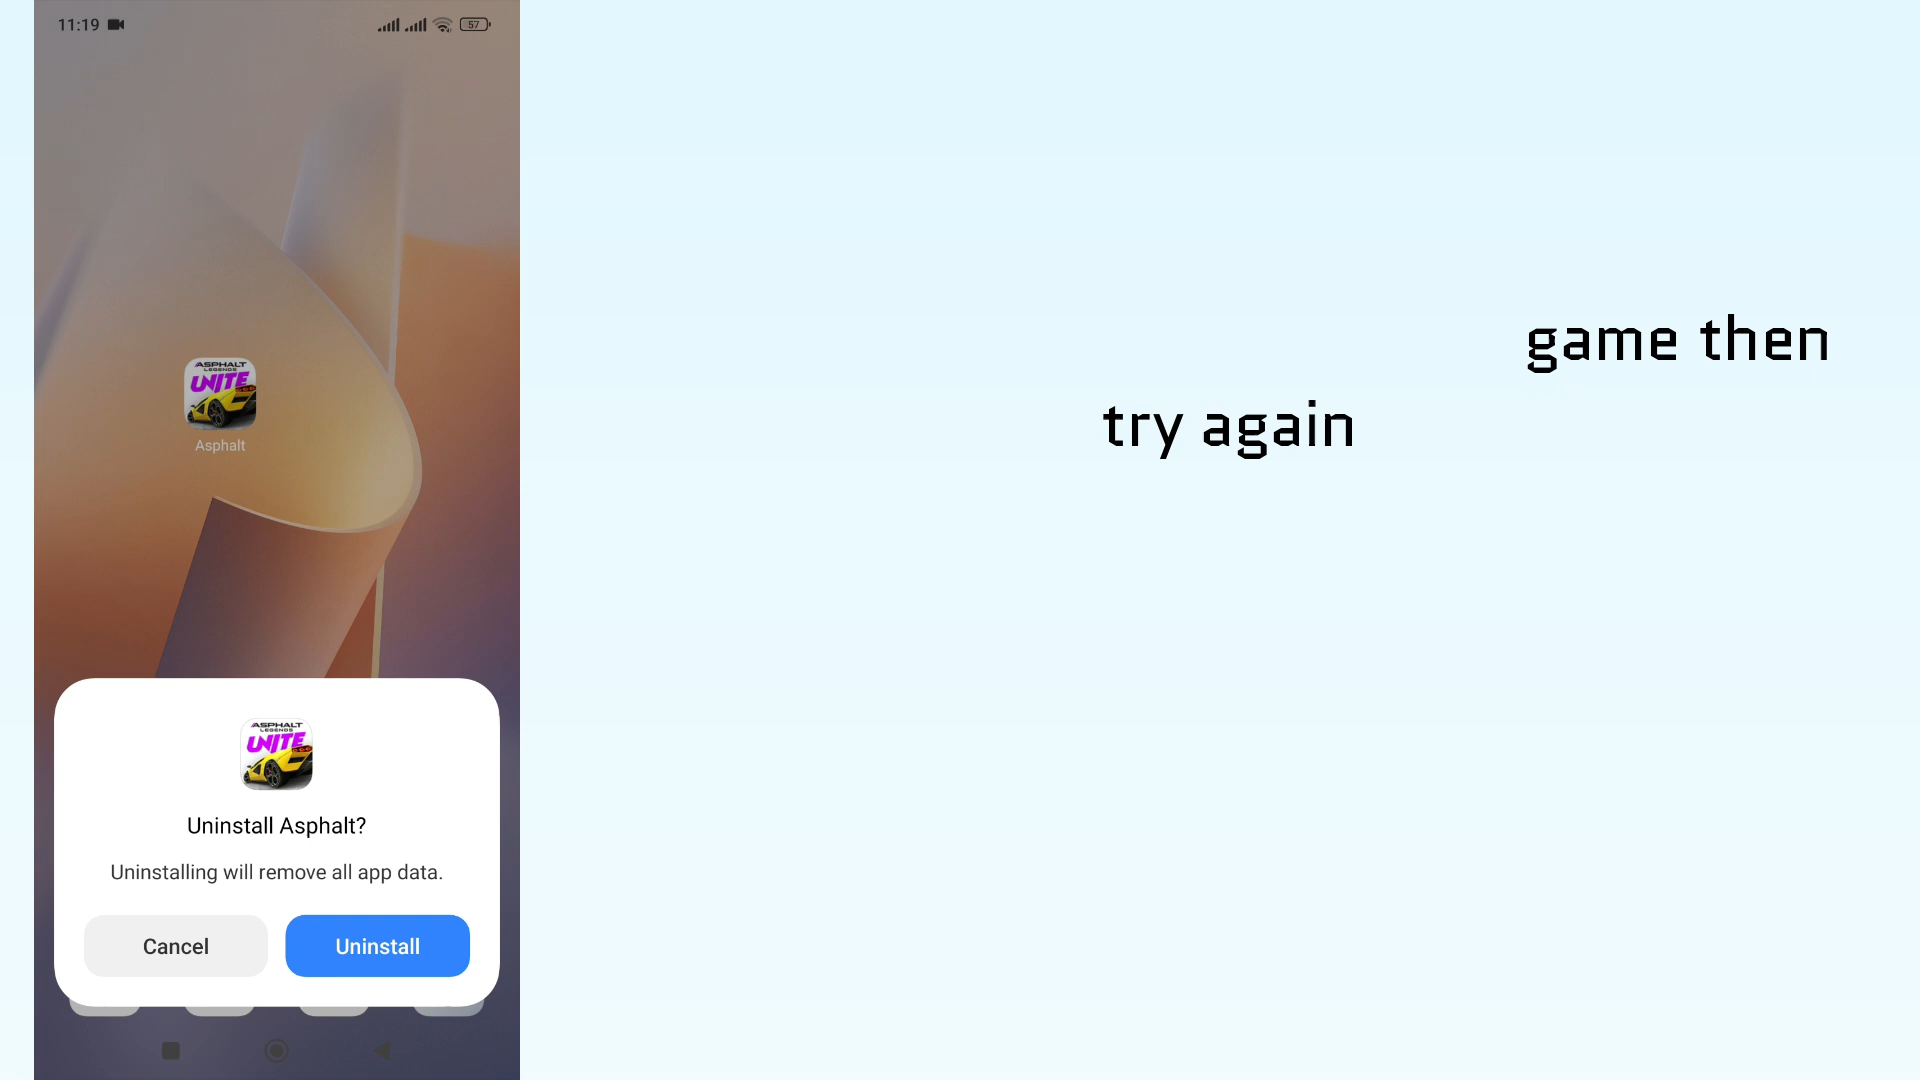 11:19
57
ASPHALT
LEGENDS
UNITE
Asphalt
game then
try again
ASPHALT
LEGENDS
UNITE
Uninstall Asphalt?
Uninstalling will remove all app data.
Cancel
Uninstall